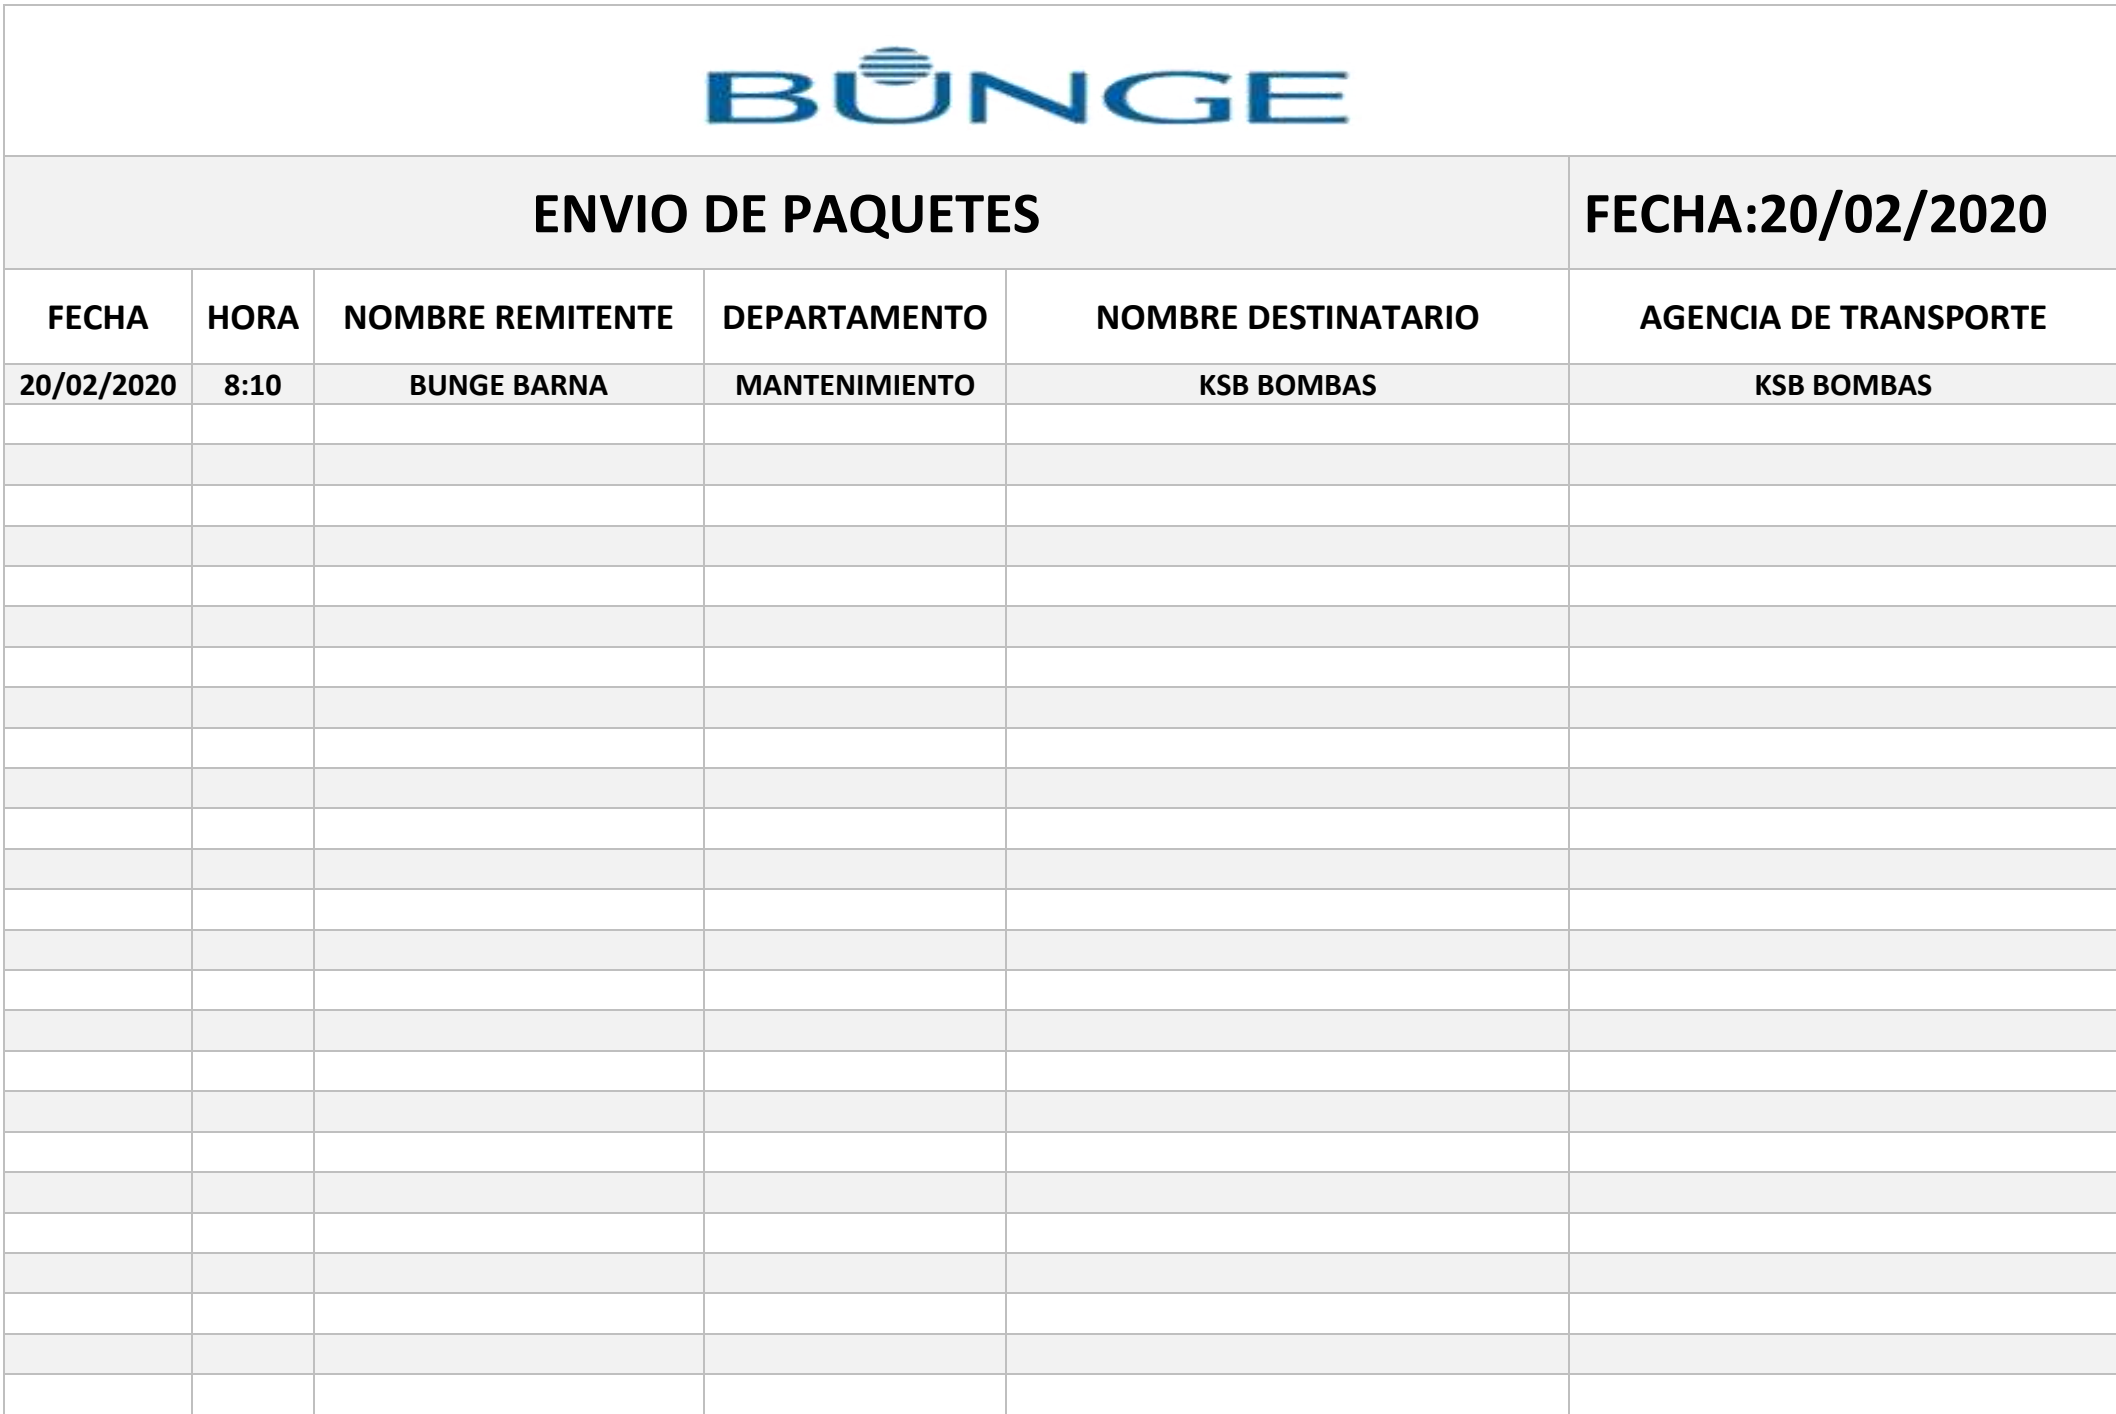 BUNGE
ENVIO DE PAQUETES FECHA:20/02/2020
FECHA HORA NOMBRE REMITENTE DEPARTAMENTO NOMBRE DESTINATARIO AGENCIA DE TRANSPORTE
20/02/2020 8:10 BUNGE BARNA MANTENIMIENTO KSB BOMBAS KSB BOMBAS